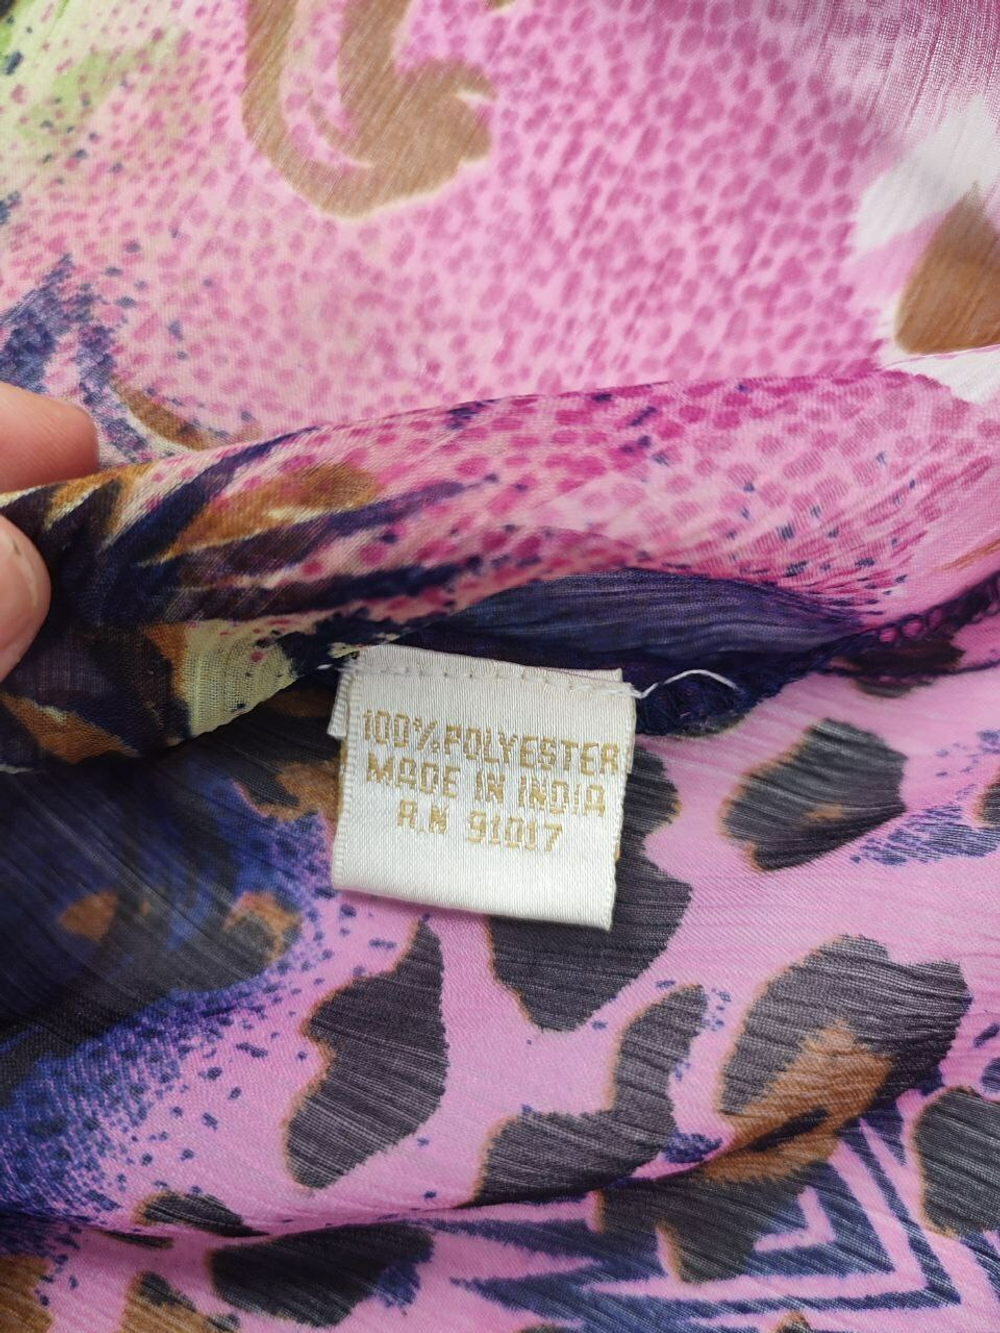 100% POLYESTER
MADE IN INDIA
R.N 91017